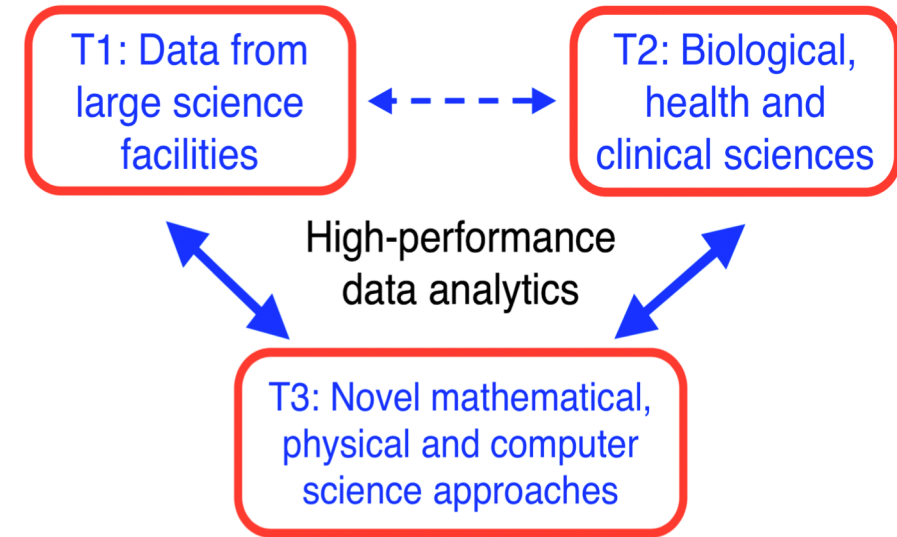 T1: Data from
large science
facilities
T2: Biological,
health and
clinical sciences
High-performance
data analytics
T3: Novel mathematical,
physical and computer
science approaches